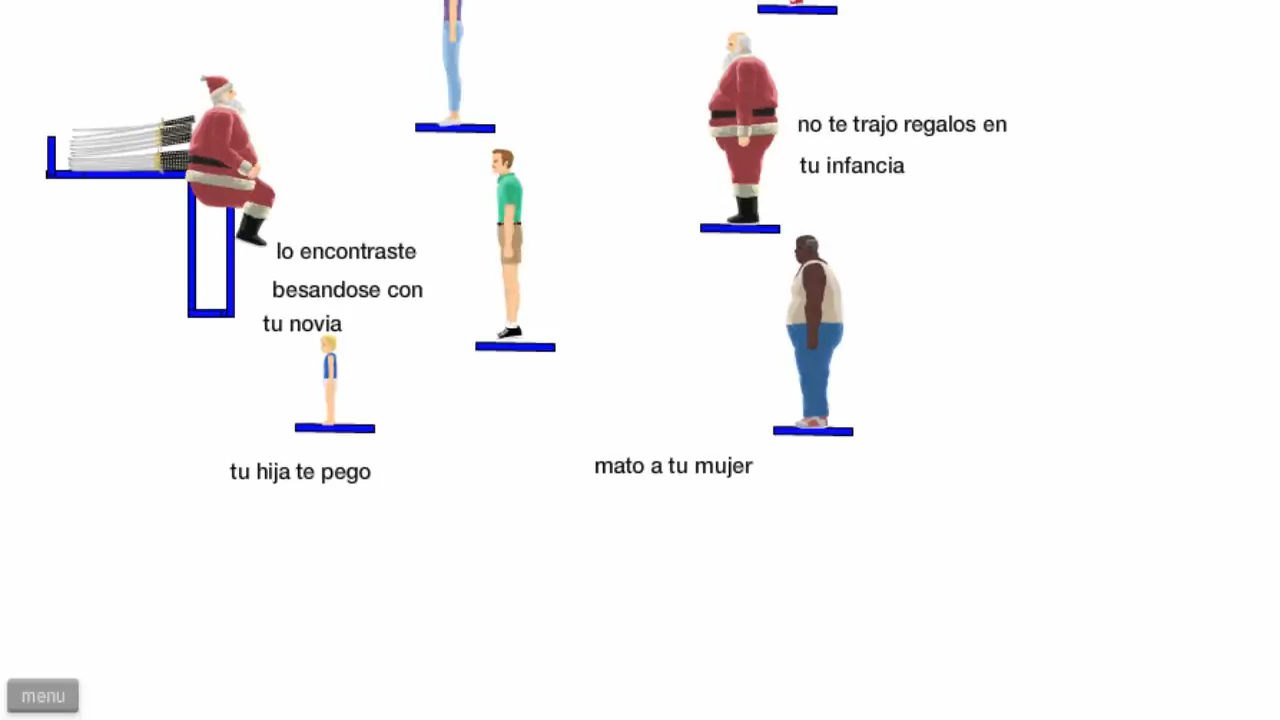 no te trajo regalos en
tu infancia
lo encontraste
besandose con
tu novia
tu hija te pego
mato a tu mujer
menu